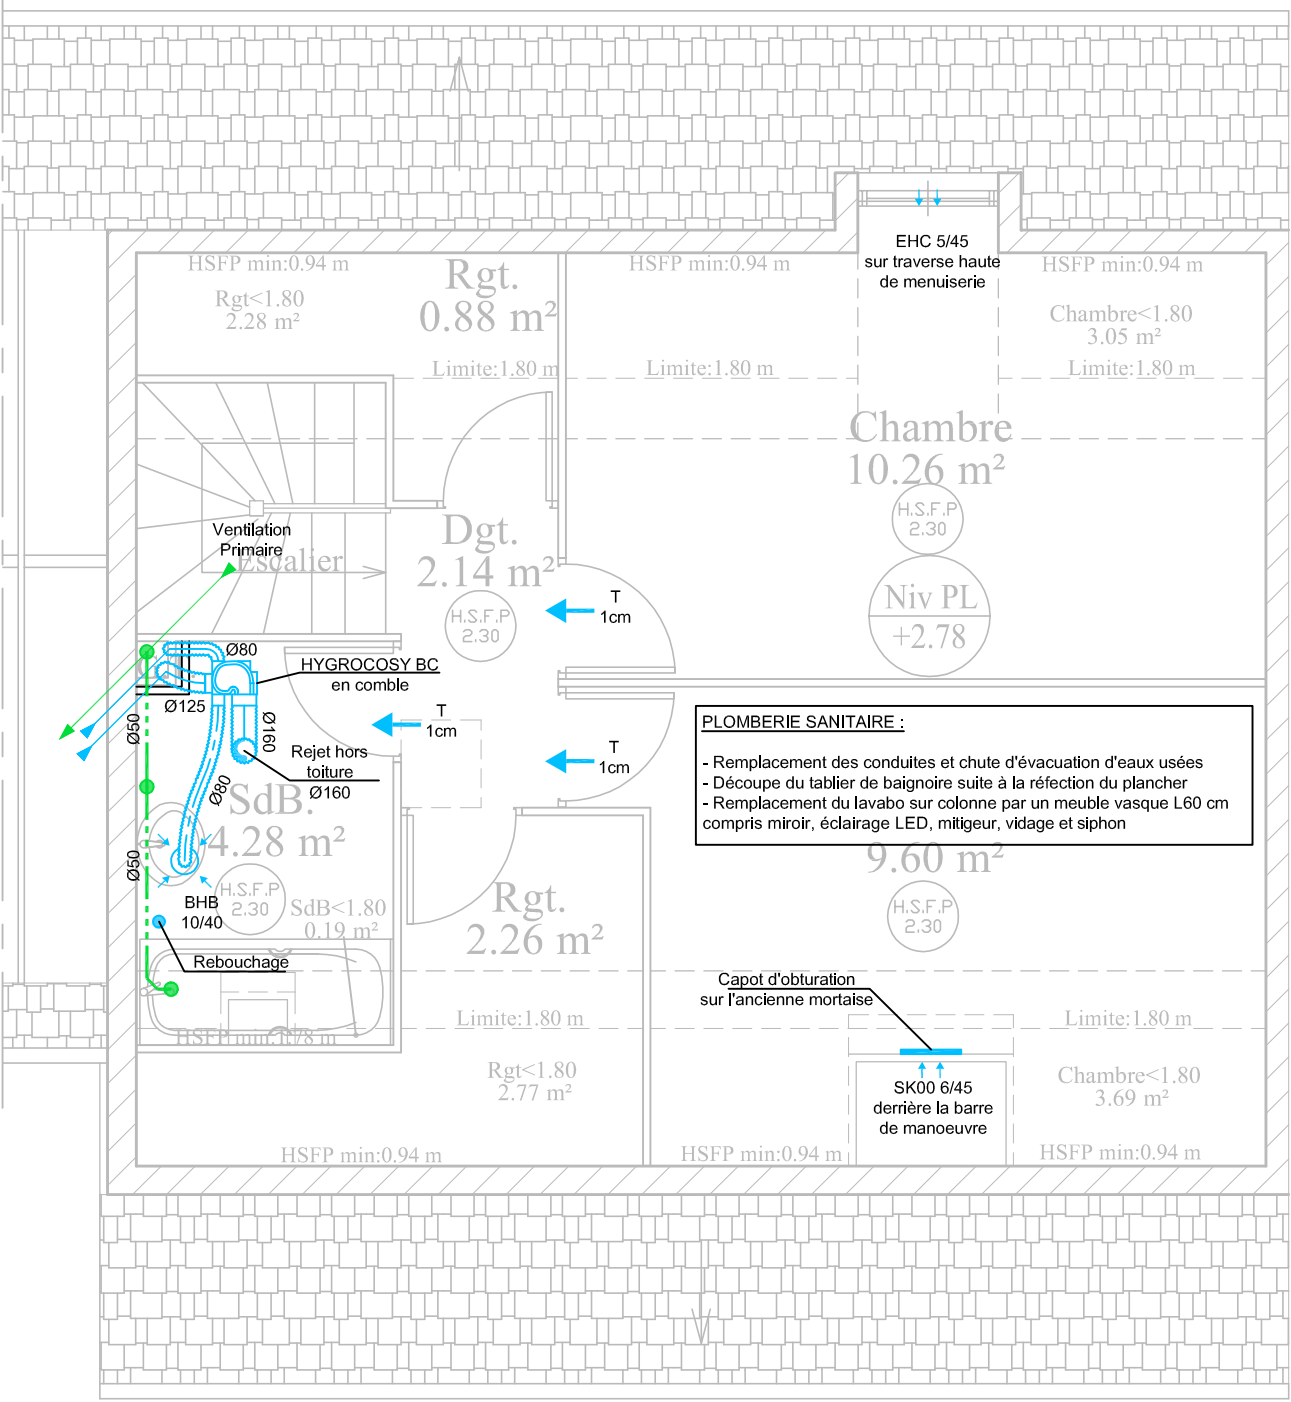 EHC 5/45
sur traverse haute
de menuiserie
HSFP min:0.94 m
HSFP min:0.94 m
HSFP min:0.94 m
Rgt.
0.88 m²
Rgt<1.80
2.28 m²
Chambre<1.80
3.05 m²
Limite:1.80 m
Limite:1.80 m
Limite:1.80 m
Chambre
10.26 m²
H.S.F.P
2.30
Niv PL
+2.78
Ventilation
Primaire
Escalier
Dgt.
2.14 m²
H.S.F.P
2.30
T
1cm
Ø80
HYGROCOSY BC
en comble
Ø125
Ø50
Ø160
T
1cm
T
1cm
Rejet hors
toiture
Ø160
Ø80
SdB.
4.28 m²
H.S.F.P
2.30
Ø50
BHB
10/40
SdB<1.80
0.19 m²
Rebouchage
HSFP min:1.78 m
PLOMBERIE SANITAIRE :
- Remplacement des conduites et chute d'évacuation d'eaux usées
- Découpe du tablier de baignoire suite à la réfection du plancher
- Remplacement du lavabo sur colonne par un meuble vasque L60 cm
compris miroir, éclairage LED, mitigeur, vidage et siphon
9.60 m²
H.S.F.P
2.30
Rgt.
2.26 m²
Capot d'obturation
sur l'ancienne mortaise
Limite:1.80 m
Limite:1.80 m
Rgt<1.80
2.77 m²
SK00 6/45
derrière la barre
de manoeuvre
Chambre<1.80
3.69 m²
HSFP min:0.94 m
HSFP min:0.94 m
HSFP min:0.94 m